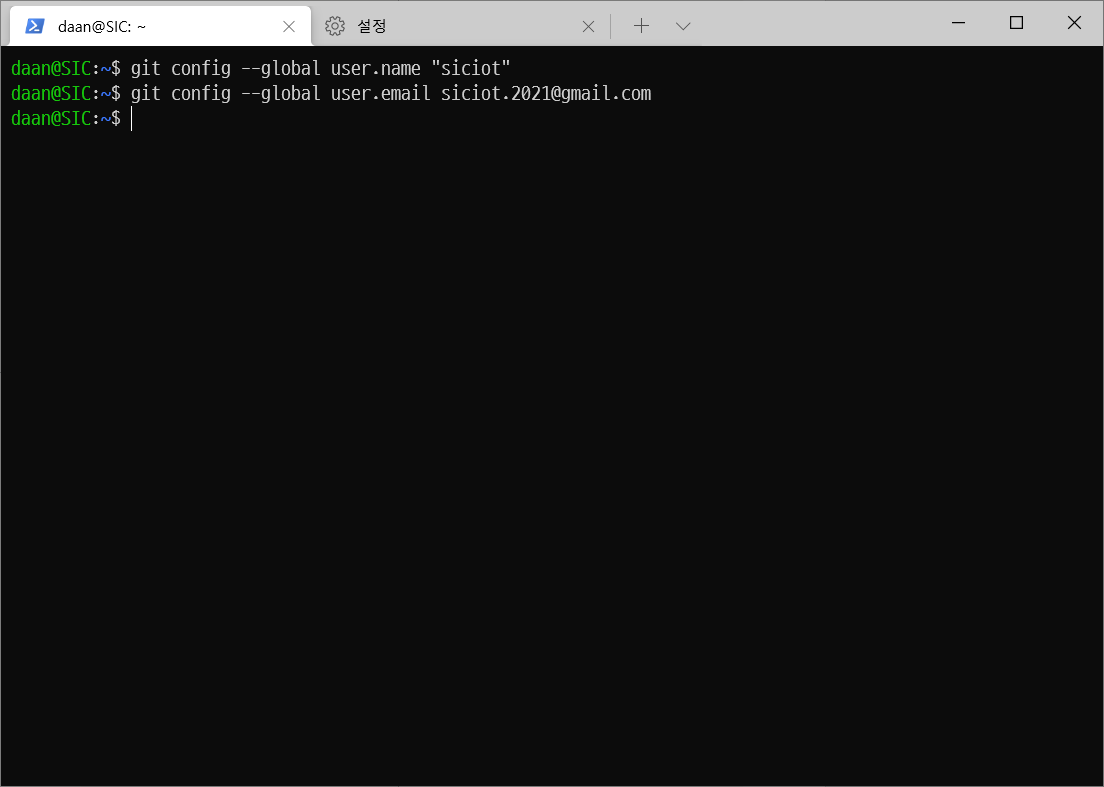 daan@SIC: ~
설정
daan@SIC:~$ git config --global user.name "siciot"
daan@SIC:~$ git config --global user.email siciot.2021@gmail.com
daan@SIC:~$